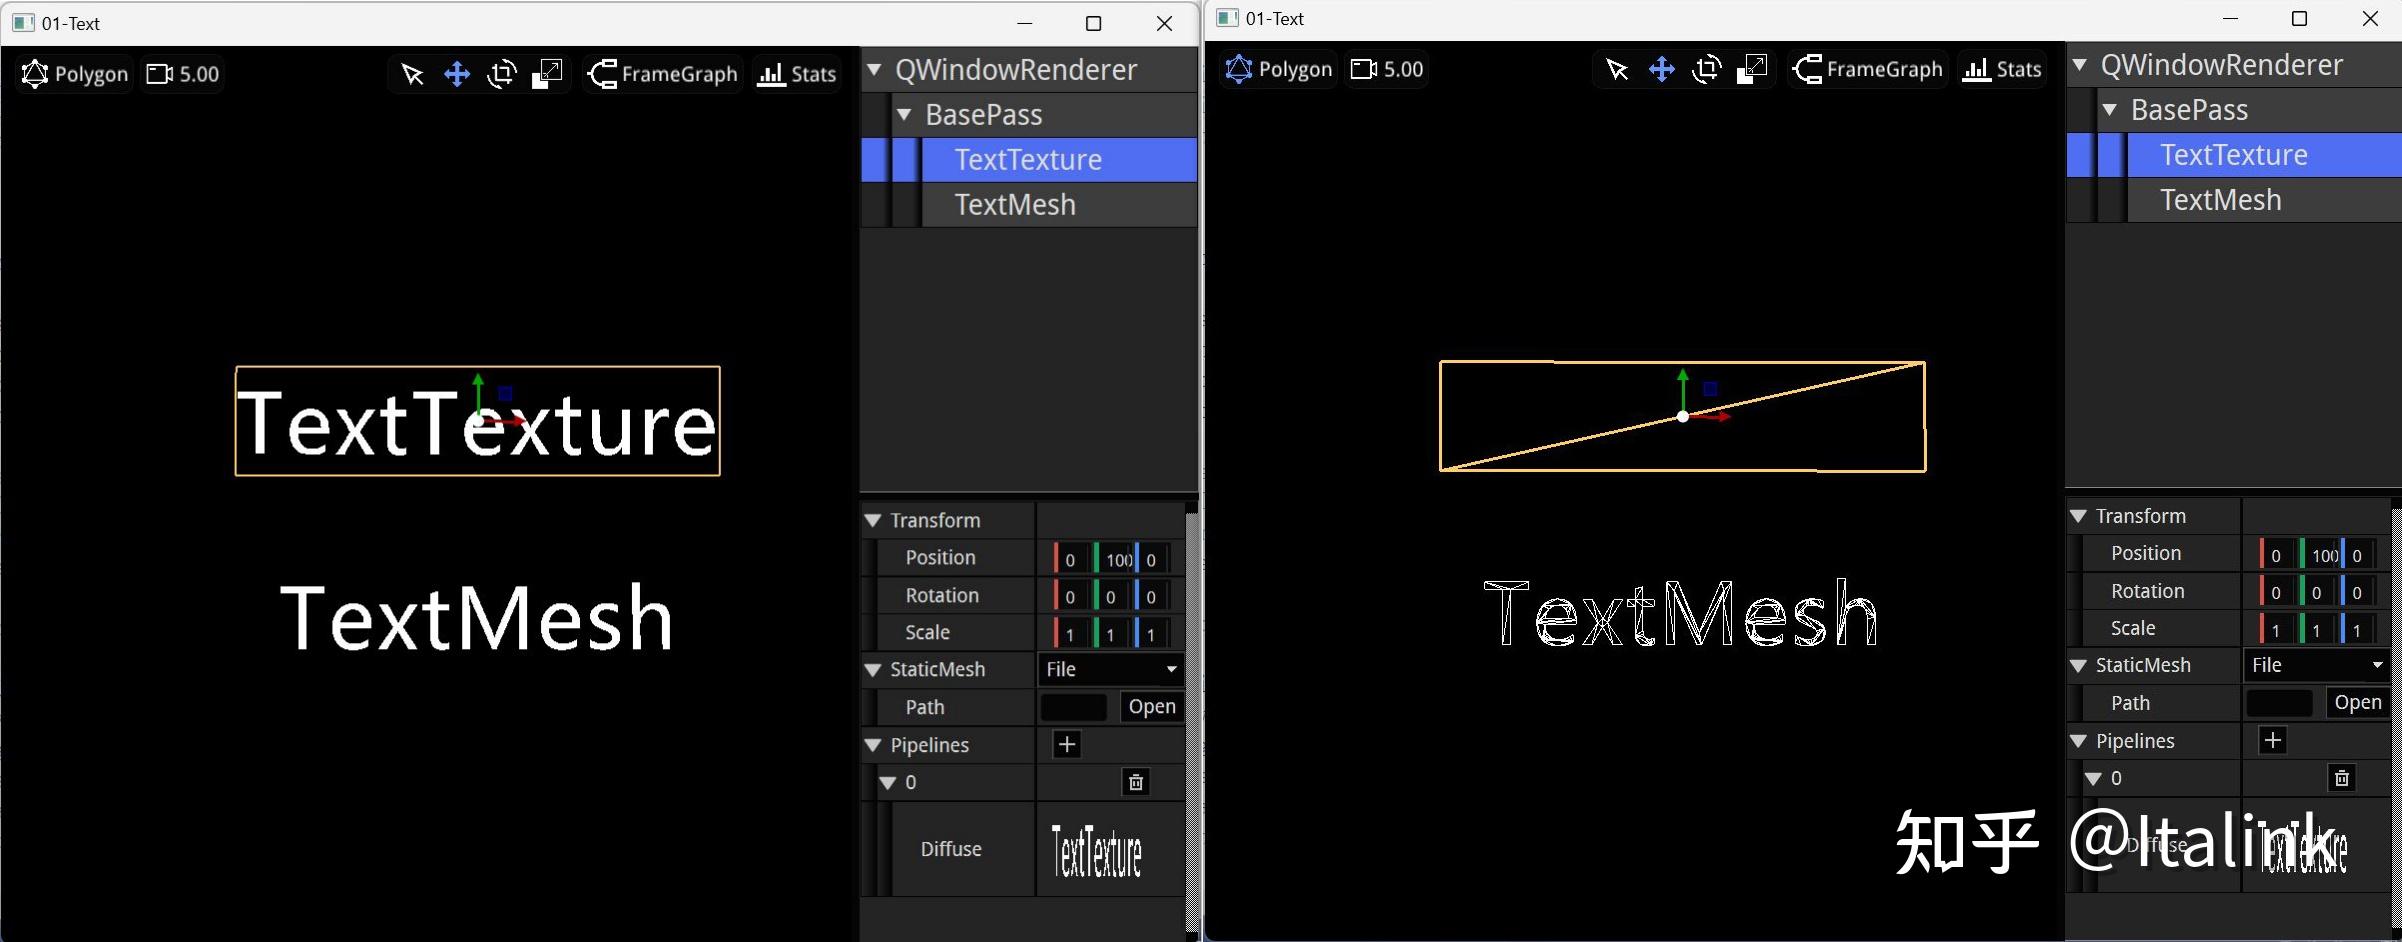 01-Text
Polygon 5.00 FrameGraph Stats
QWindowRenderer
BasePass
TextTexture
TextMesh
TextTexture
TextMesh
Transform
Position 0 100 0
Rotation 0 0 0
Scale 1 1 1
StaticMesh File
Path Open
Pipelines +
0
Diffuse TextTexture
01-Text
Polygon 5.00 FrameGraph Stats
QWindowRenderer
BasePass
TextTexture
TextMesh
TextMesh
Transform
Position 0 100 0
Rotation 0 0 0
Scale 1 1 1
StaticMesh File
Path Open
Pipelines +
0
Diffuse TextTexture
知乎 @Italink